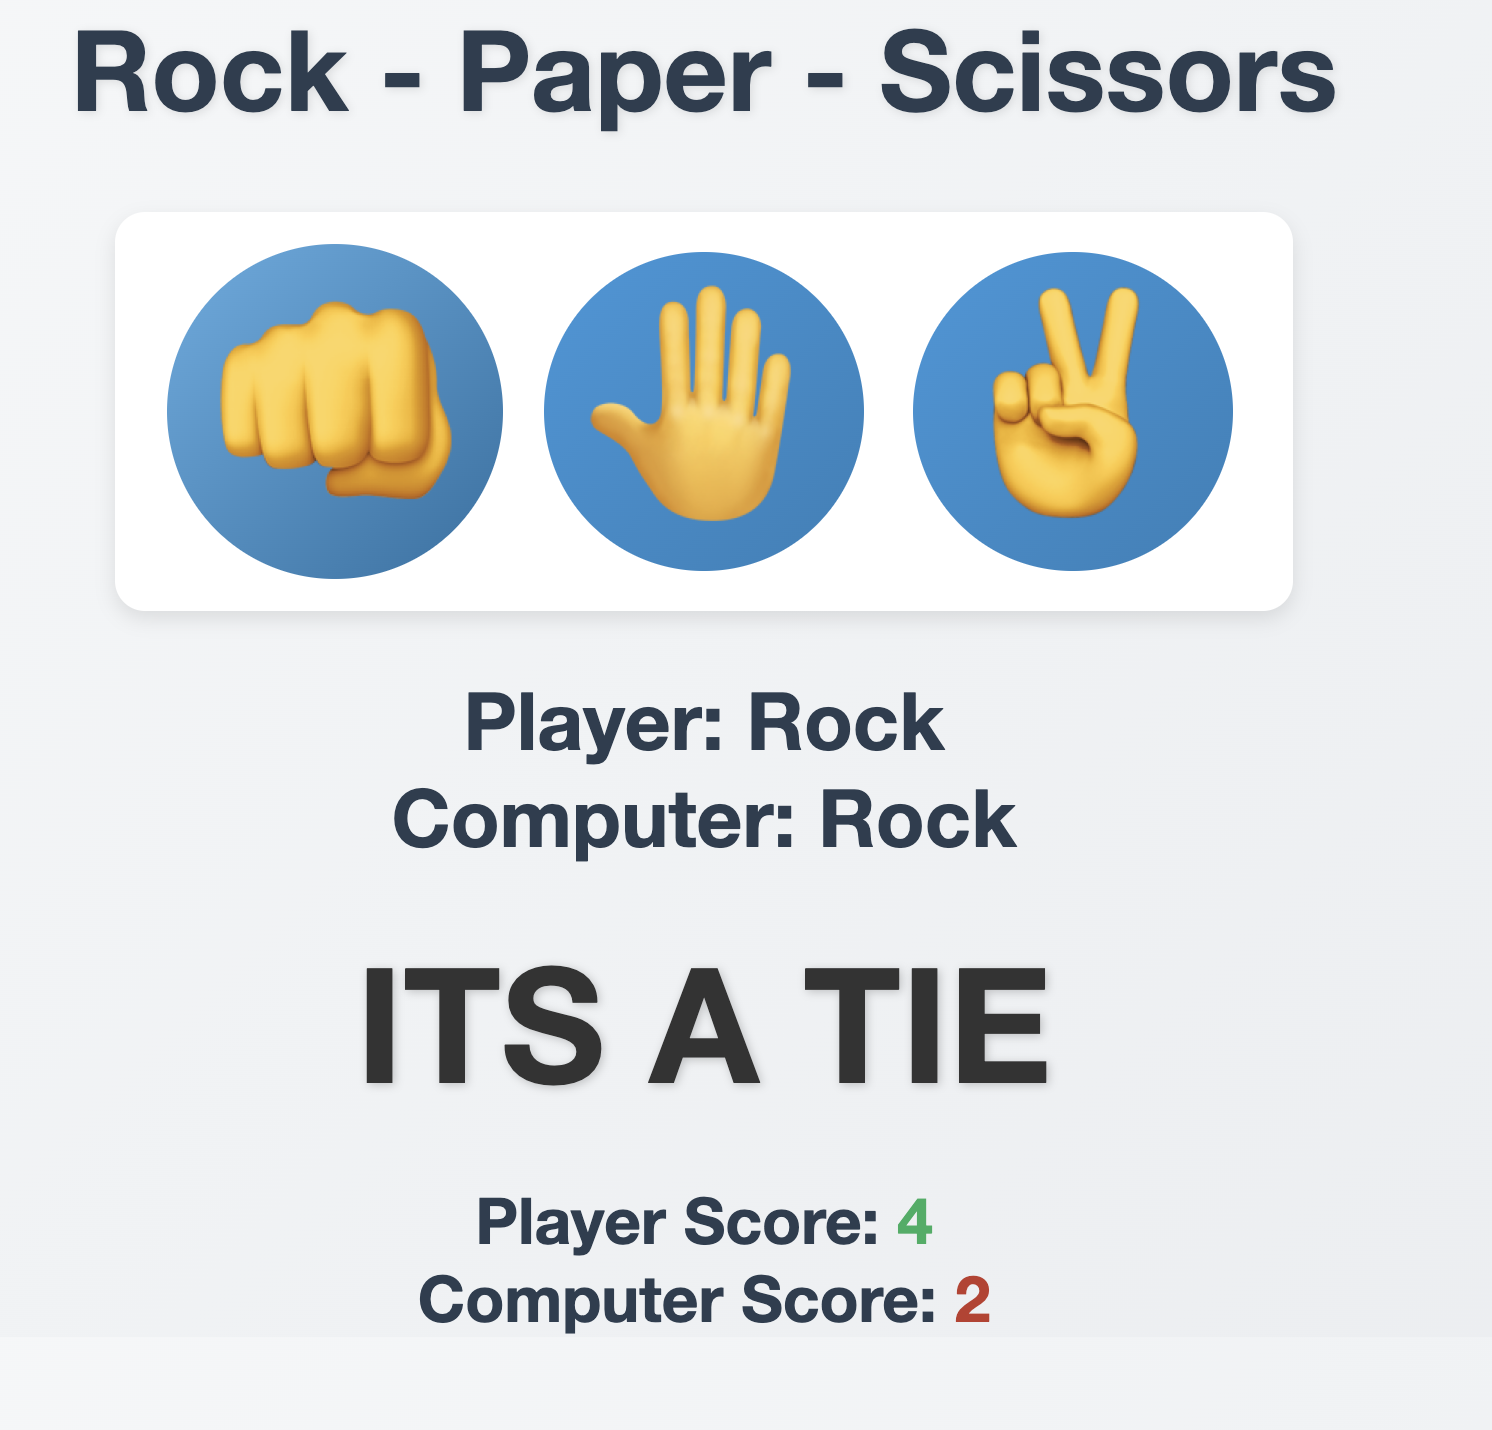 Rock - Paper - Scissors
Player: Rock
Computer: Rock
ITS A TIE
Player Score: 4
Computer Score: 2